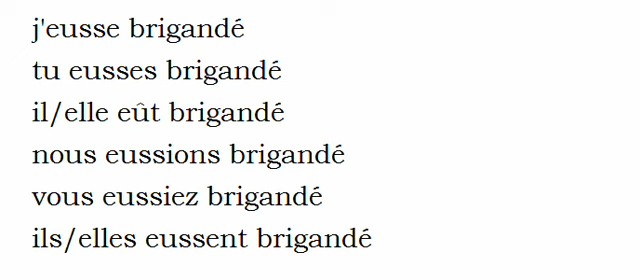 j'eusse brigandé
tu eusses brigandé
il/elle eût brigandé
nous eussions brigandé
vous eussiez brigandé
ils/elles eussent brigandé